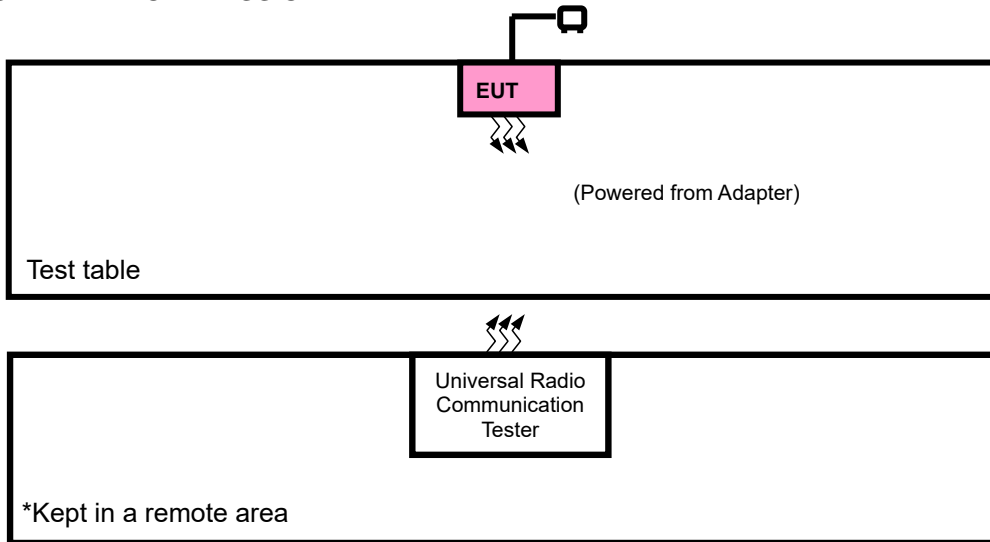 EUT
(Powered from Adapter)
Test table
Universal Radio
Communication
Tester
*Kept in a remote area